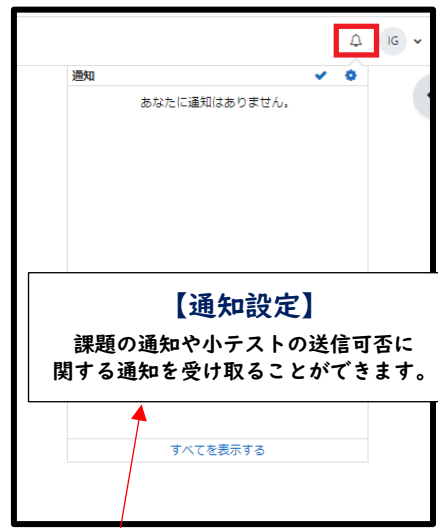 IG
通知
あなたに通知はありません。
【通知設定】
課題の通知や小テストの送信可否に
関する通知を受け取ることができます。
すべてを表示する